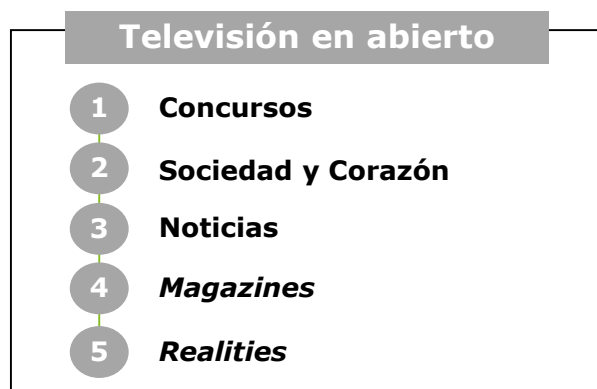 Televisión en abierto
1 Concursos
2 Sociedad y Corazón
3 Noticias
4 Magazines
5 Realities